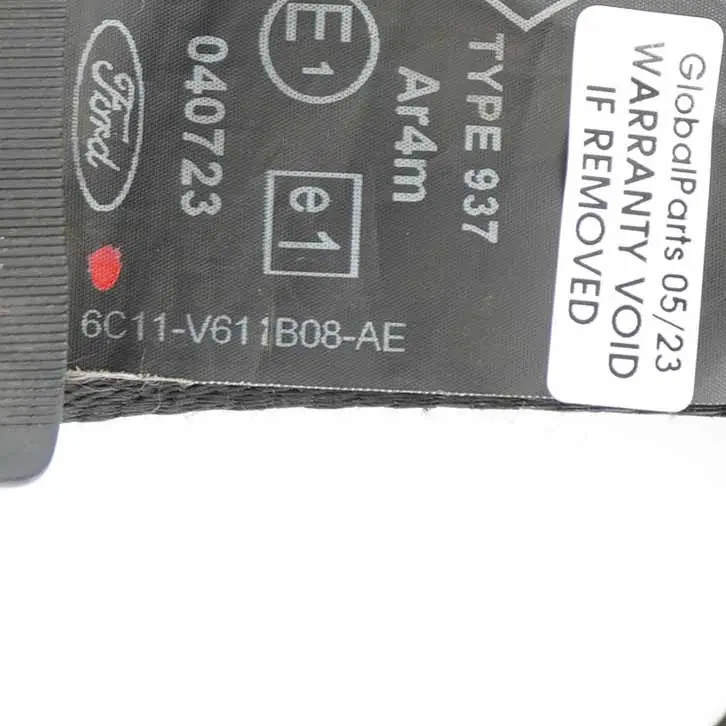 Ford
040723
E1
e1
Ar4m
TYPE 937
6C11-V611B08-AE
GlobalParts 05/23
WARRANTY VOID
IF REMOVED